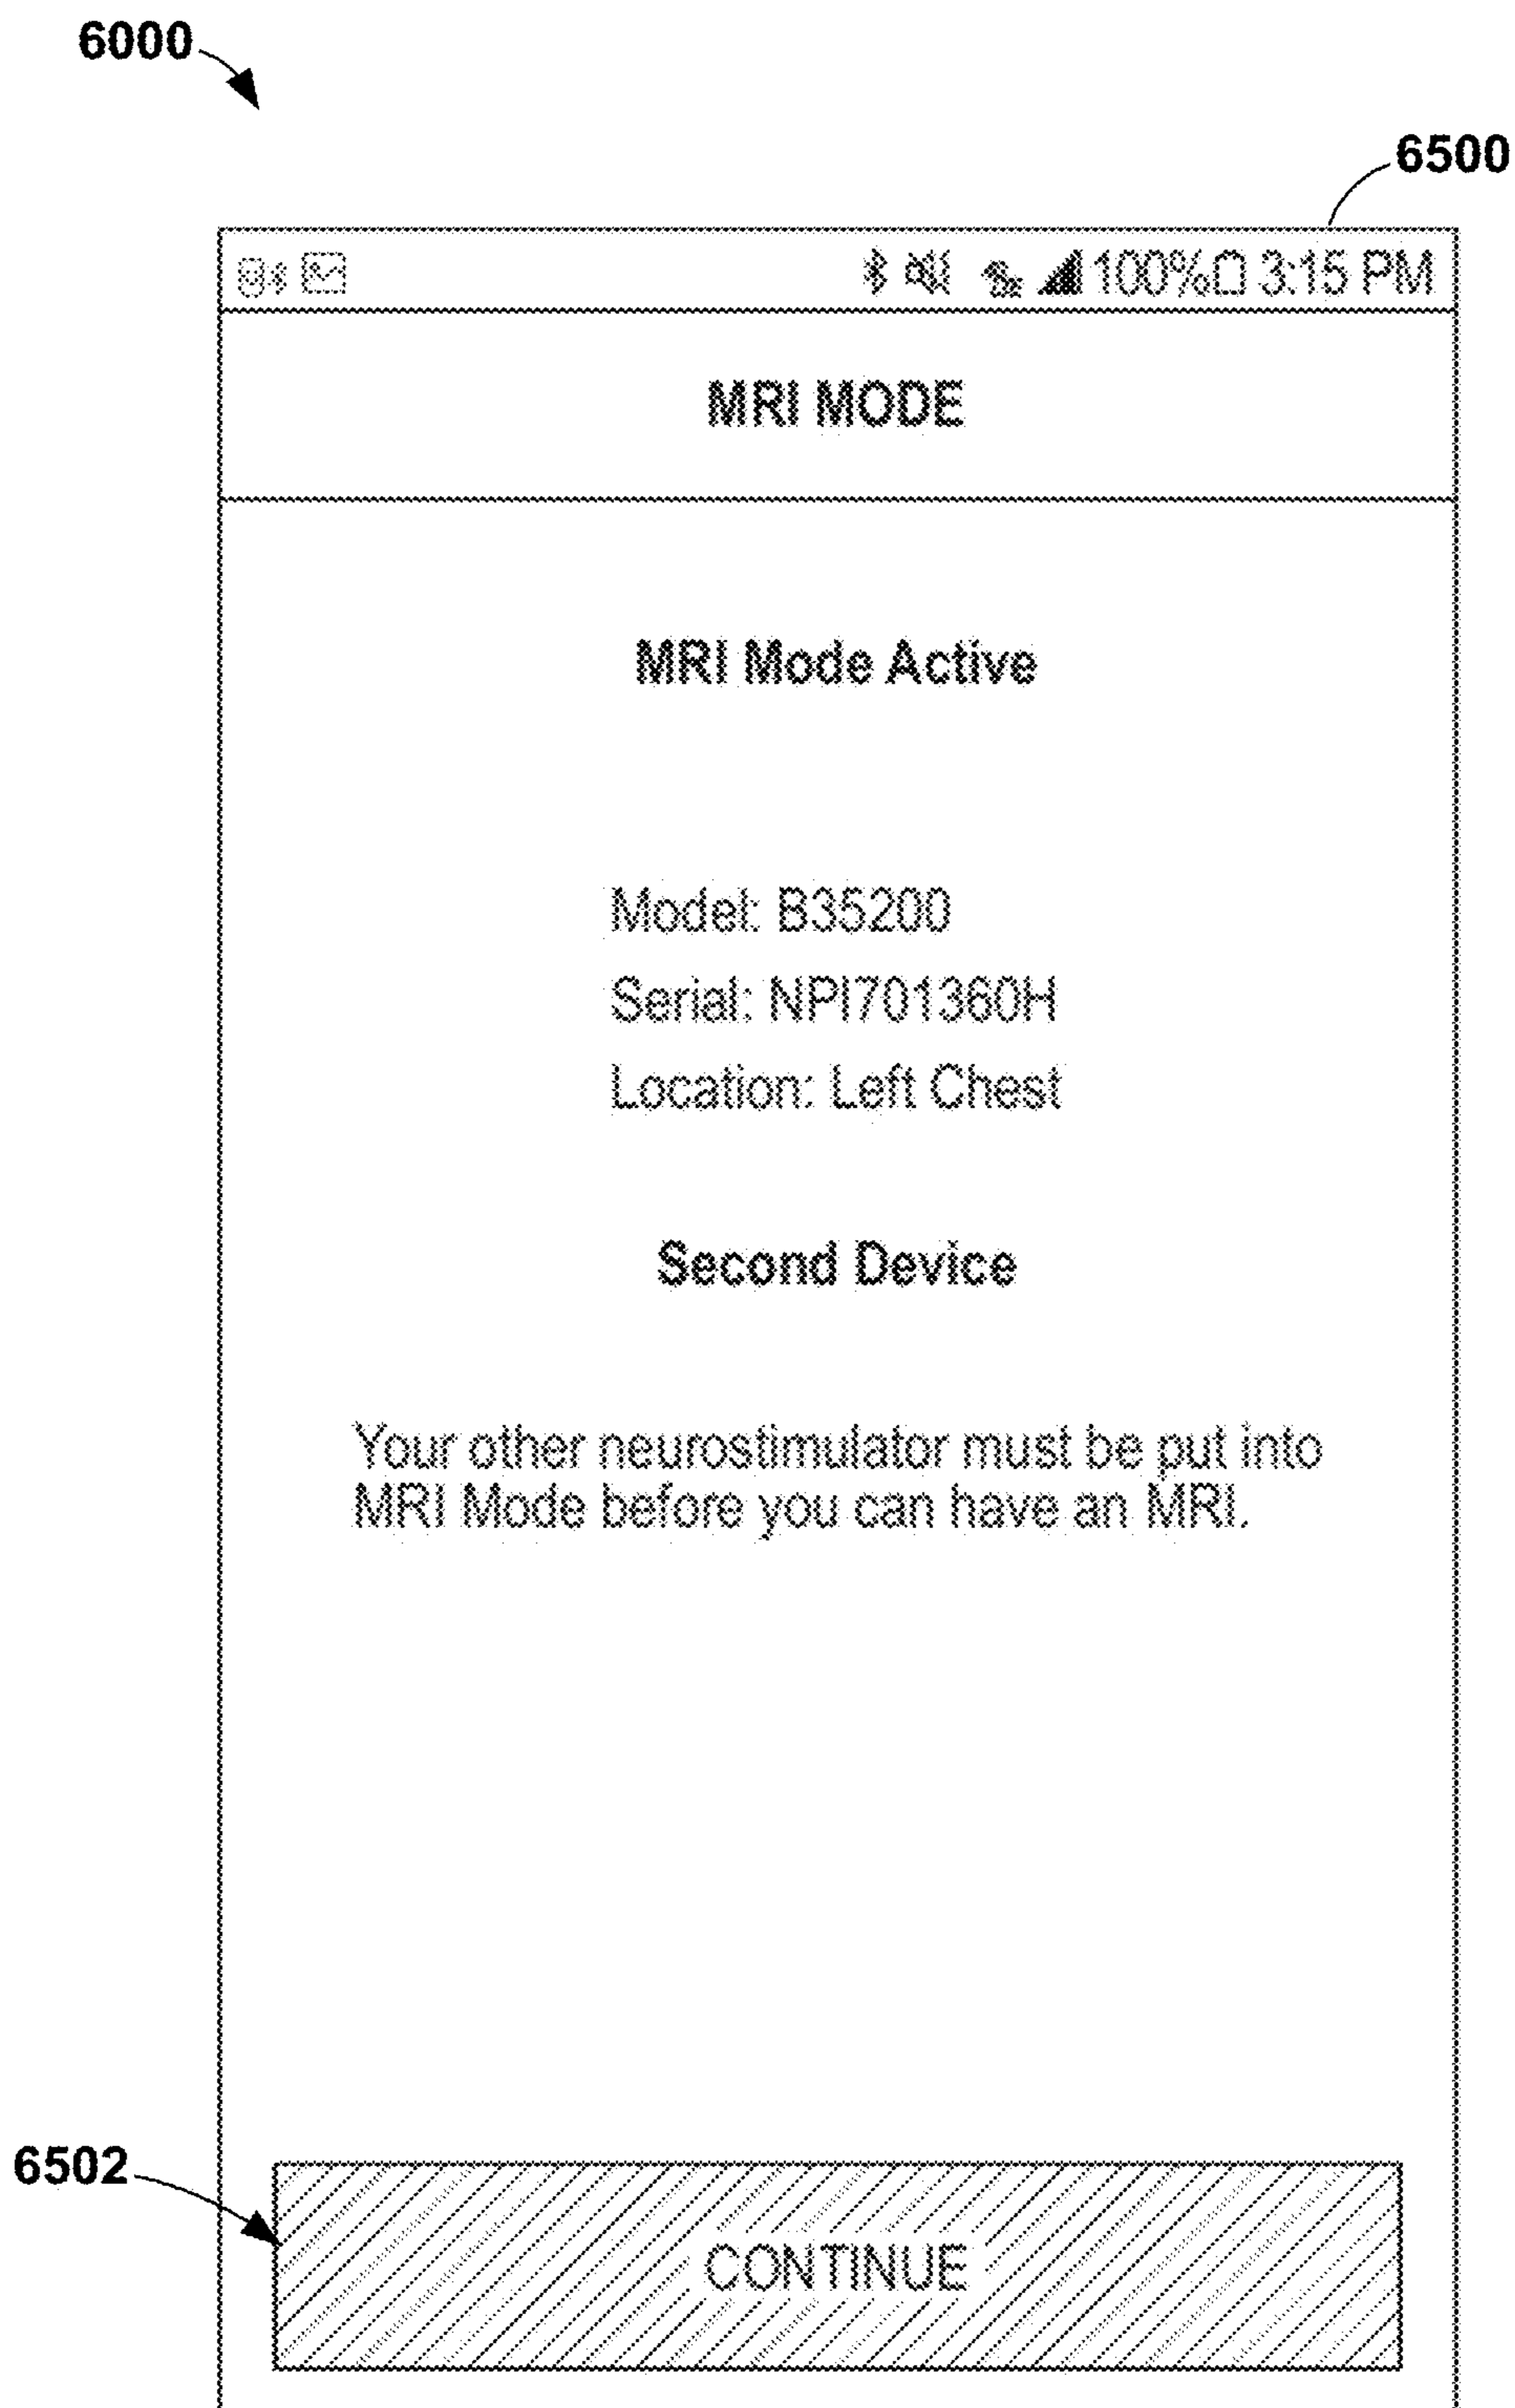 6000
6500
100% 3:15 PM
MRI MODE
MRI Mode Active
Model: B35200
Serial: NPI701360H
Location: Left Chest
Second Device
Your other neurostimulator must be put into
MRI Mode before you can have an MRI.
6502
CONTINUE